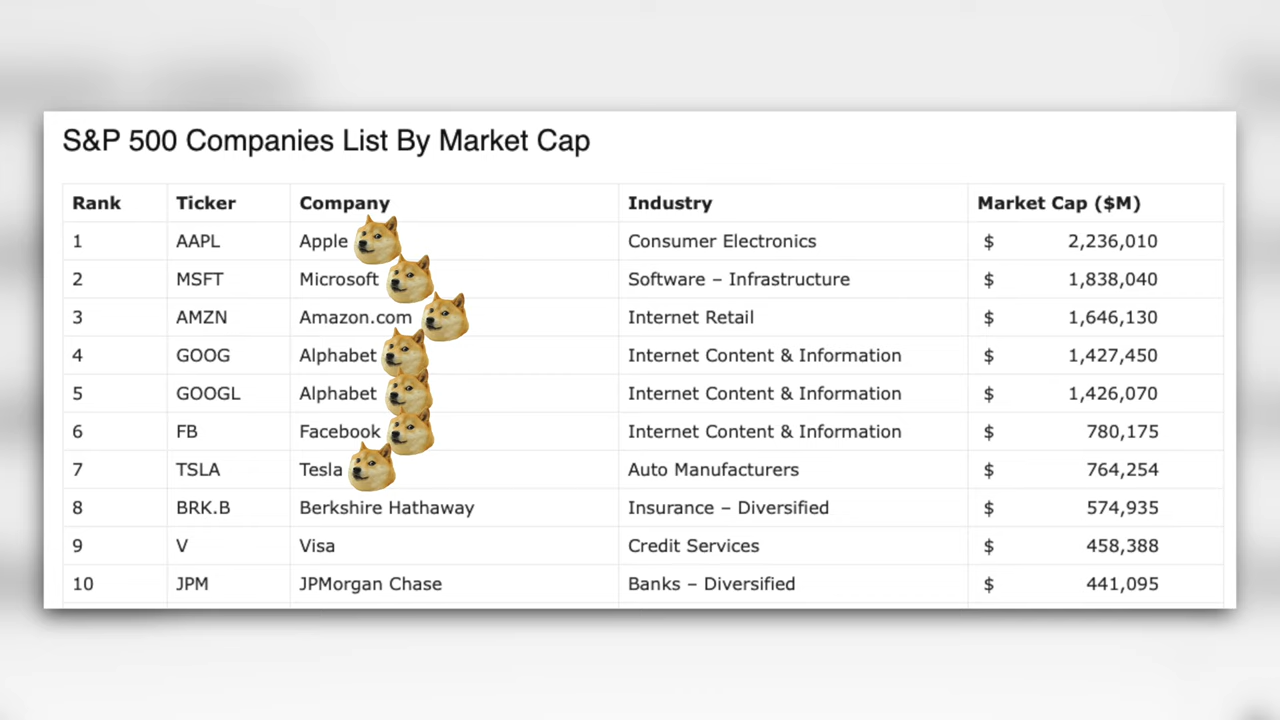 S&P 500 Companies List By Market Cap
Rank Ticker Company Industry Market Cap ($M)
1 AAPL Apple Consumer Electronics $ 2,236,010
2 MSFT Microsoft Software – Infrastructure $ 1,838,040
3 AMZN Amazon.com Internet Retail $ 1,646,130
4 GOOG Alphabet Internet Content & Information $ 1,427,450
5 GOOGL Alphabet Internet Content & Information $ 1,426,070
6 FB Facebook Internet Content & Information $ 780,175
7 TSLA Tesla Auto Manufacturers $ 764,254
8 BRK.B Berkshire Hathaway Insurance – Diversified $ 574,935
9 V Visa Credit Services $ 458,388
10 JPM JPMorgan Chase Banks – Diversified $ 441,095